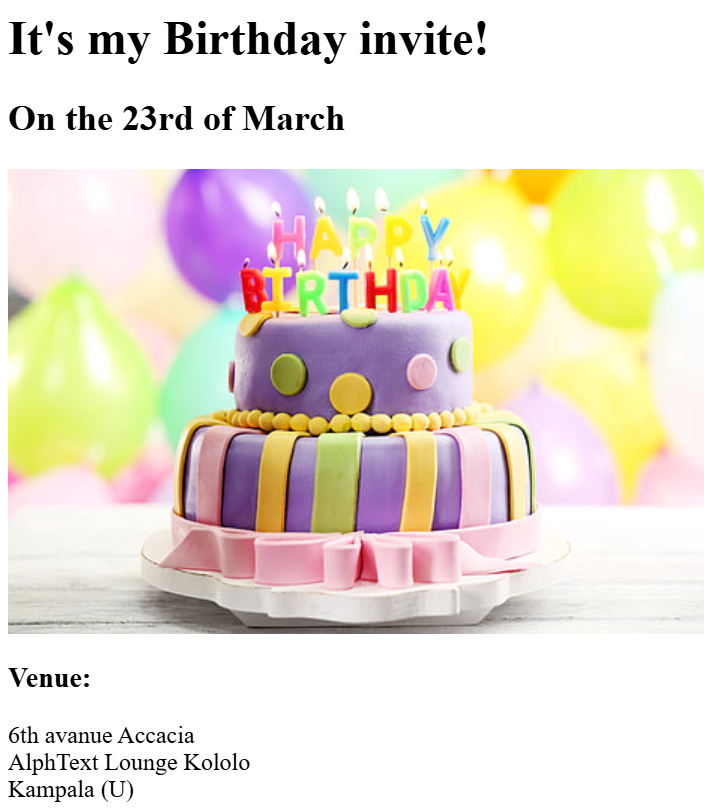 It's my Birthday invite!
On the 23rd of March
HAPPY
BIRTHDAY
Venue:
6th avanue Accacia
AlphText Lounge Kololo
Kampala (U)